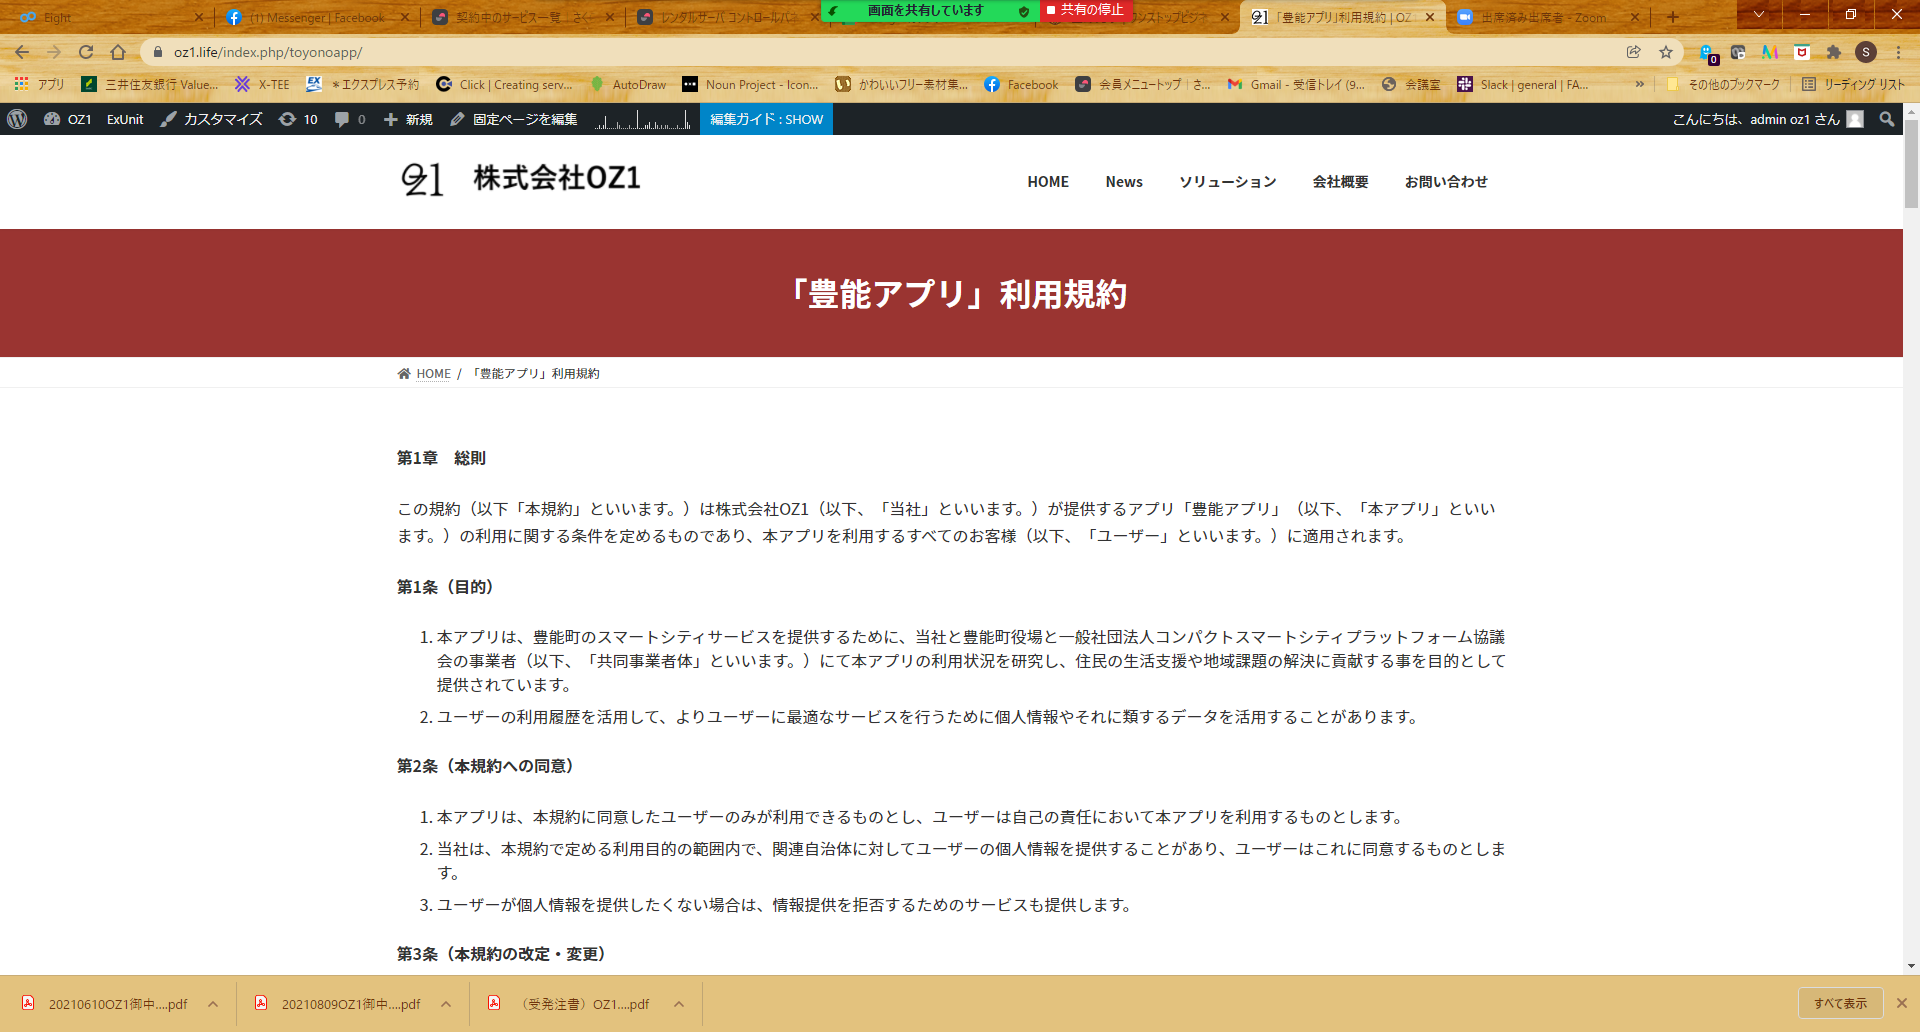 Eight
(1) Messenger | Facebook
契約中のサービス一覧 | さく
レンタルサーバ コントロールパネ
画面を共有しています
共有の停止
「豊能アプリ」利用規約 | OZ
出席済み出席者 - Zoom
oz1.life/index.php/toyonoapp/
S
0
アプリ
三井住友銀行 Value...
X-TEE
＊エクスプレス予約
Click | Creating serv...
AutoDraw
Noun Project - Icon...
かわいいフリー素材集...
Facebook
会員メニュートップ | さ...
Gmail - 受信トレイ (9...
会議室
Slack | general | FA...
»
その他のブックマーク
リーディング リスト
OZ1
ExUnit
カスタマイズ
10
0
新規
固定ページを編集
編集ガイド : SHOW
こんにちは、admin oz1 さん
株式会社OZ1
HOME
News
ソリューション
会社概要
お問い合わせ
「豊能アプリ」利用規約
HOME / 「豊能アプリ」利用規約
第1章　総則
この規約（以下「本規約」といいます。）は株式会社OZ1（以下、「当社」といいます。）が提供するアプリ「豊能アプリ」（以下、「本アプリ」といい
ます。）の利用に関する条件を定めるものであり、本アプリを利用するすべてのお客様（以下、「ユーザー」といいます。）に適用されます。
第1条（目的）
1. 本アプリは、豊能町のスマートシティサービスを提供するために、当社と豊能町役場と一般社団法人コンパクトスマートシティプラットフォーム協議
会の事業者（以下、「共同事業者体」といいます。）にて本アプリの利用状況を研究し、住民の生活支援や地域課題の解決に貢献する事を目的として
提供されています。
2. ユーザーの利用履歴を活用して、よりユーザーに最適なサービスを行うために個人情報やそれに類するデータを活用することがあります。
第2条（本規約への同意）
1. 本アプリは、本規約に同意したユーザーのみが利用できるものとし、ユーザーは自己の責任において本アプリを利用するものとします。
2. 当社は、本規約で定める利用目的の範囲内で、関連自治体に対してユーザーの個人情報を提供することがあり、ユーザーはこれに同意するものとしま
す。
3. ユーザーが個人情報を提供したくない場合は、情報提供を拒否するためのサービスも提供します。
第3条（本規約の改定・変更）
20210610OZ1御中....pdf
20210809OZ1御中....pdf
（受発注書）OZ1....pdf
すべて表示